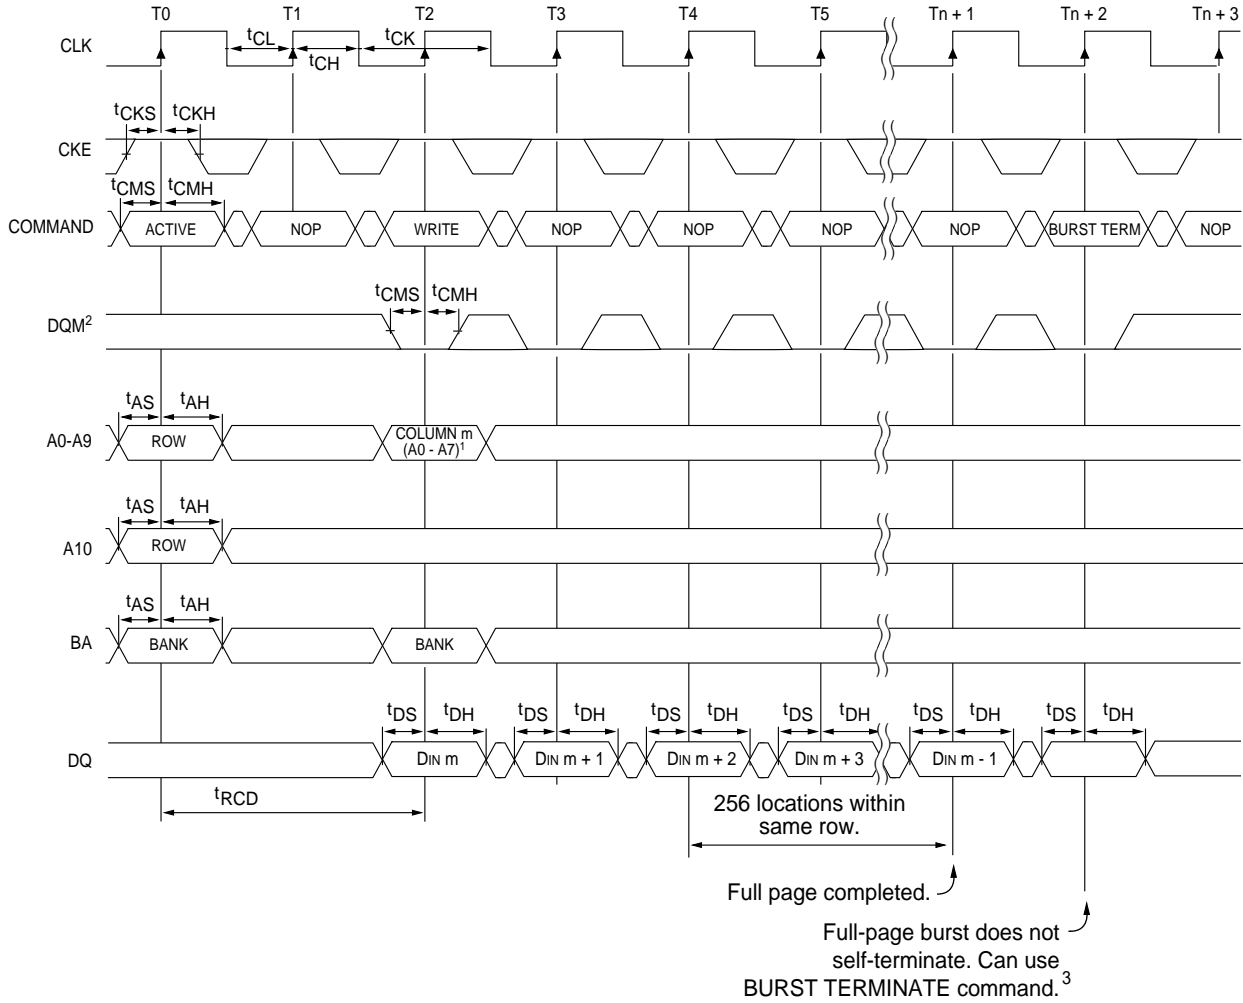 T0 T1 T2 T3 T4 T5 Tn + 1 Tn + 2 Tn + 3
CLK
tCL tCK
tCH
tCKS tCKH
CKE
tCMS tCMH
COMMAND ACTIVE NOP WRITE NOP NOP NOP NOP BURST TERM NOP
tCMS tCMH
DQM2
tAS tAH
A0-A9 ROW COLUMN m
(A0 - A7)1
tAS tAH
A10 ROW
tAS tAH
BA BANK BANK
tDS tDH tDS tDH tDS tDH tDS tDH tDS tDH tDS tDH
DQ DIN m DIN m + 1 DIN m + 2 DIN m + 3 DIN m - 1
tRCD
256 locations within
same row.
Full page completed.
Full-page burst does not
self-terminate. Can use
BURST TERMINATE command.3